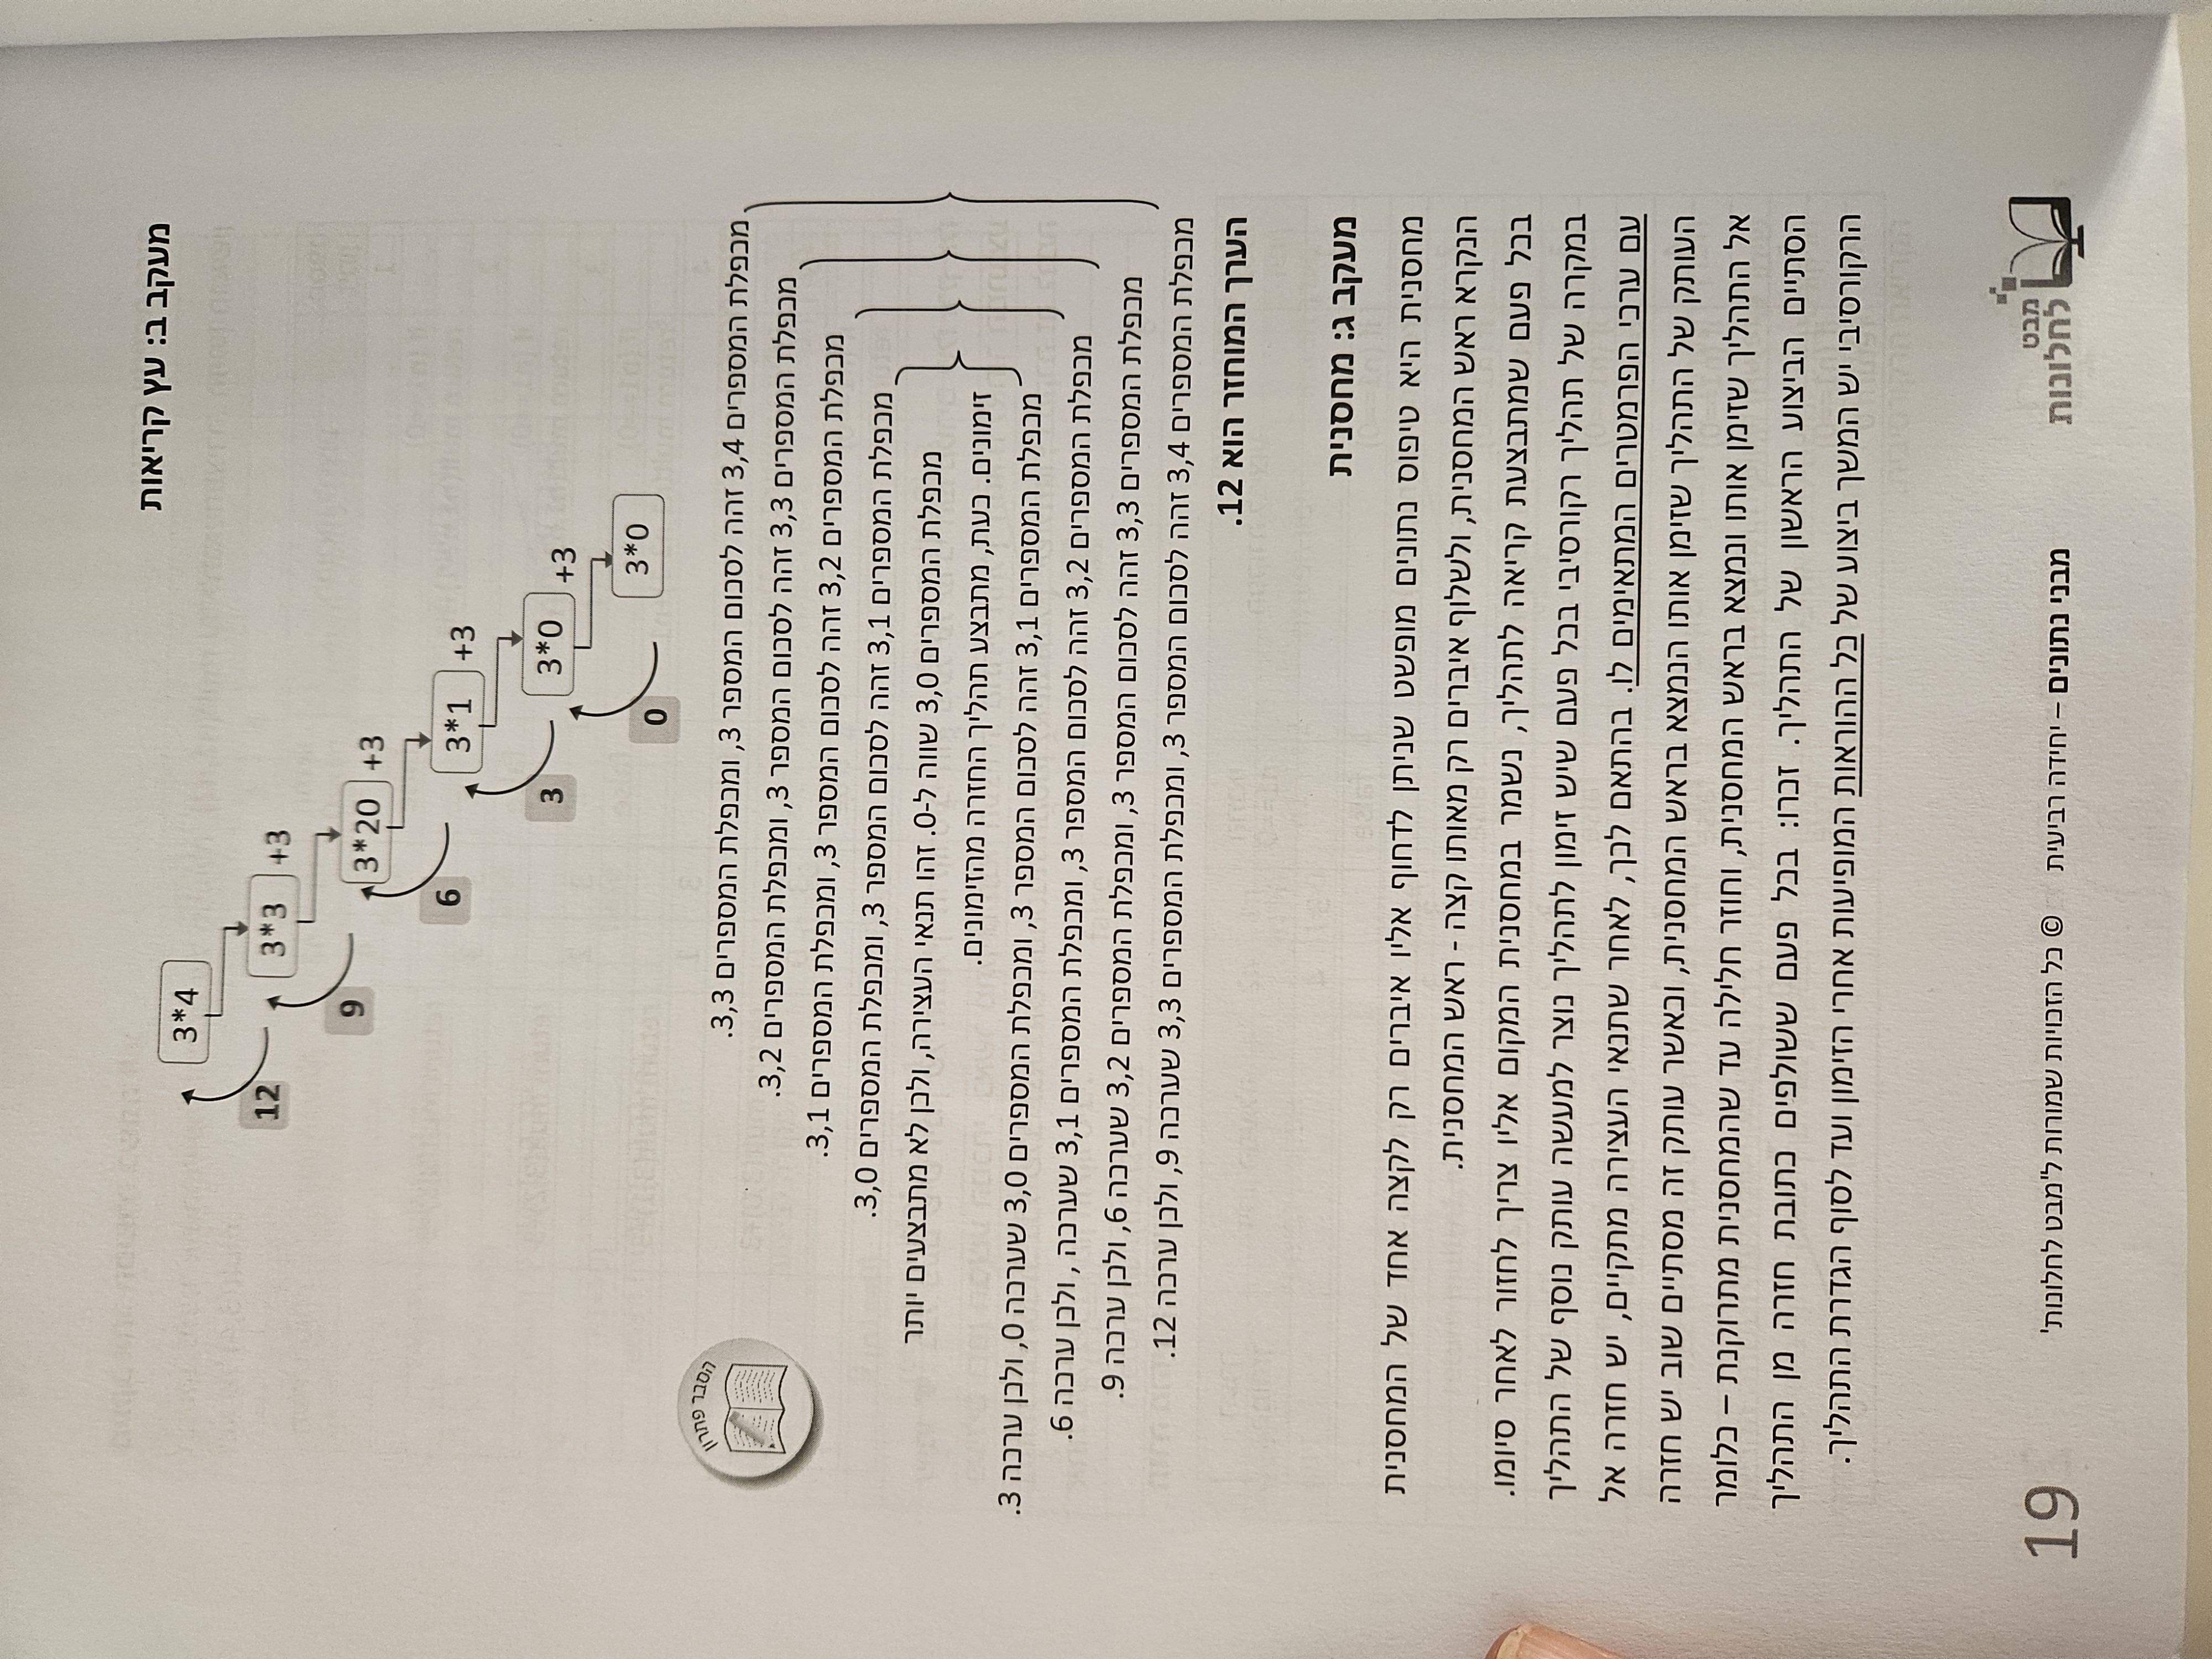 מעקב ב: עץ קריאות
3*4
12
3*3 +3
9
3*20 +3
6
3*1 +3
3
3*0 +3
0
3*0
הסבר פתרון
מכפלת המספרים 3,4 זהה לסכום המספר 3, ומכפלת המספרים 3,3.
מכפלת המספרים 3,3 זהה לסכום המספר 3, ומכפלת המספרים 3,2.
מכפלת המספרים 3,2 זהה לסכום המספר 3, ומכפלת המספרים 3,1.
מכפלת המספרים 3,1 זהה לסכום המספר 3, ומכפלת המספרים 3,0.
מכפלת המספרים 3,0 שווה ל-0. זהו תנאי העצירה, ולכן לא מתבצעים יותר
זימונים. כעת, מתבצע תהליך החזרה מהזימונים.
מכפלת המספרים 3,1 זהה לסכום המספר 3, ומכפלת המספרים 3,0 שערכה 0, ולכן ערכה 3.
מכפלת המספרים 3,2 זהה לסכום המספר 3, ומכפלת המספרים 3,1 שערכה , ולכן ערכה 6.
מכפלת המספרים 3,3 זהה לסכום המספר 3, ומכפלת המספרים 3,2 שערכה 6, ולכן ערכה 9.
מכפלת המספרים 3,4 זהה לסכום המספר 3, ומכפלת המספרים 3,3 שערכה 9, ולכן ערכה 12.
הערך המוחזר הוא 12.
מעקב ג: מחסנית
מחסנית היא טיפוס נתונים מופשט שניתן לדחוף אליו איברים רק לקצה אחד של המחסנית
הנקרא ראש המחסנית, ולשלוף איברים רק מאותו קצה - ראש המחסנית.
בכל פעם שמתבצעת קריאה לתהליך, נשמר במחסנית המקום אליו צריך לחזור לאחר סיומו.
במקרה של תהליך רקורסיבי בכל פעם שיש זימון לתהליך נוצר למעשה עותק נוסף של התהליך
עם ערכי הפרמטרים המתאימים לו. בהתאם לכך, לאחר שתנאי העצירה מתקיים, יש חזרה אל
העותק של התהליך שזימן אותו הנמצא בראש המחסנית, וכאשר עותק זה מסתיים שוב יש חזרה
אל התהליך שזימן אותו ונמצא בראש המחסנית, וחוזר חלילה עד שהמחסנית מתרוקנת – כלומר
הסתיים הביצוע הראשון של התהליך. זכרו: בכל פעם ששולפים כתובת חזרה מן התהליך
הרקורסיבי יש המשך ביצוע של כל ההוראות המופיעות אחרי הזימון ועד לסוף הגדרת התהליך.
מבט
לחלונות
מבני נתונים – יחידה רביעית © כל הזכויות שמורות ל'מבט לחלונות'
19